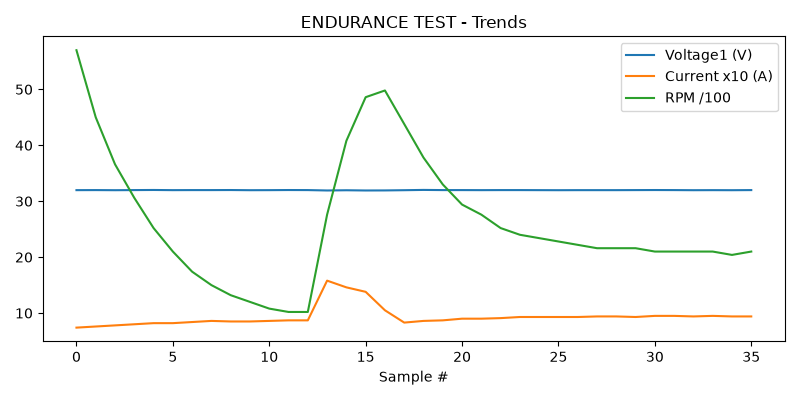 ENDURANCE TEST - Trends
Voltage1 (V)
Current x10 (A)
RPM /100
50
40
30
20
10
0 5 10 15 20 25 30 35
Sample #